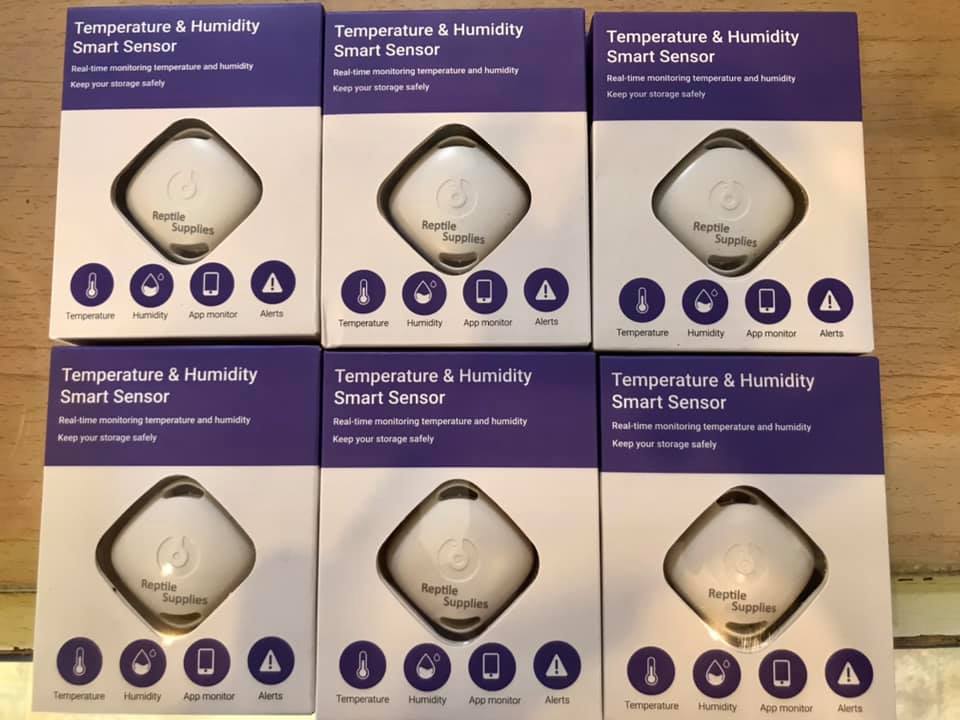 Temperature & Humidity
Smart Sensor
Real-time monitoring temperature and humidity
Keep your storage safely
Reptile
Supplies
Temperature Humidity App monitor Alerts
Temperature & Humidity
Smart Sensor
Real-time monitoring temperature and humidity
Keep your storage safely
Reptile
Supplies
Temperature Humidity App monitor Alerts
Temperature & Humidity
Smart Sensor
Real-time monitoring temperature and humidity
Keep your storage safely
Reptile
Supplies
Temperature Humidity App monitor Alerts
Temperature & Humidity
Smart Sensor
Real-time monitoring temperature and humidity
Keep your storage safely
Reptile
Supplies
Temperature Humidity App monitor Alerts
Temperature & Humidity
Smart Sensor
Real-time monitoring temperature and humidity
Keep your storage safely
Reptile
Supplies
Temperature Humidity App monitor Alerts
Temperature & Humidity
Smart Sensor
Real-time monitoring temperature and humidity
Keep your storage safely
Reptile
Supplies
Temperature Humidity App monitor Alerts